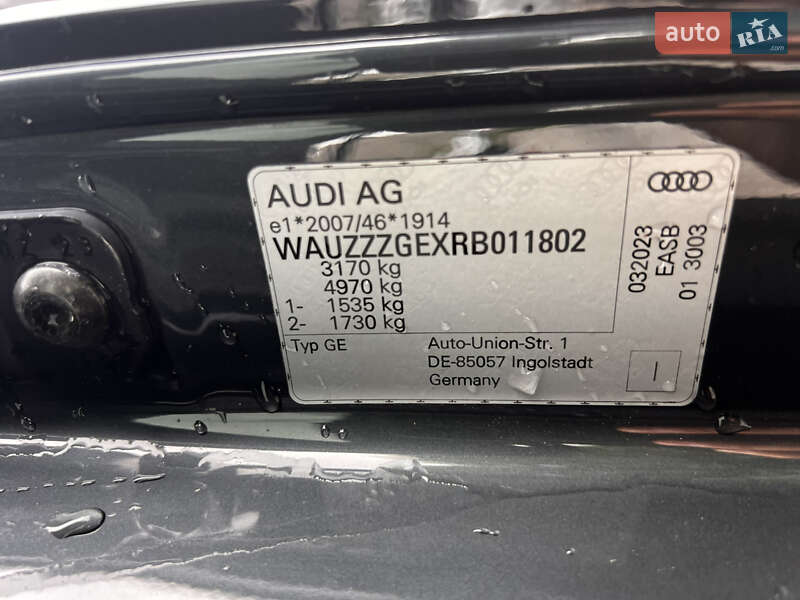 auto RIA .com
AUDI AG
e1*2007/46*1914
WAUZZZGEXRB011802
3170 kg
4970 kg
1- 1535 kg
2- 1730 kg
Typ GE
Auto-Union-Str. 1
DE-85057 Ingolstadt
Germany
032023
EASB
01 3003
I